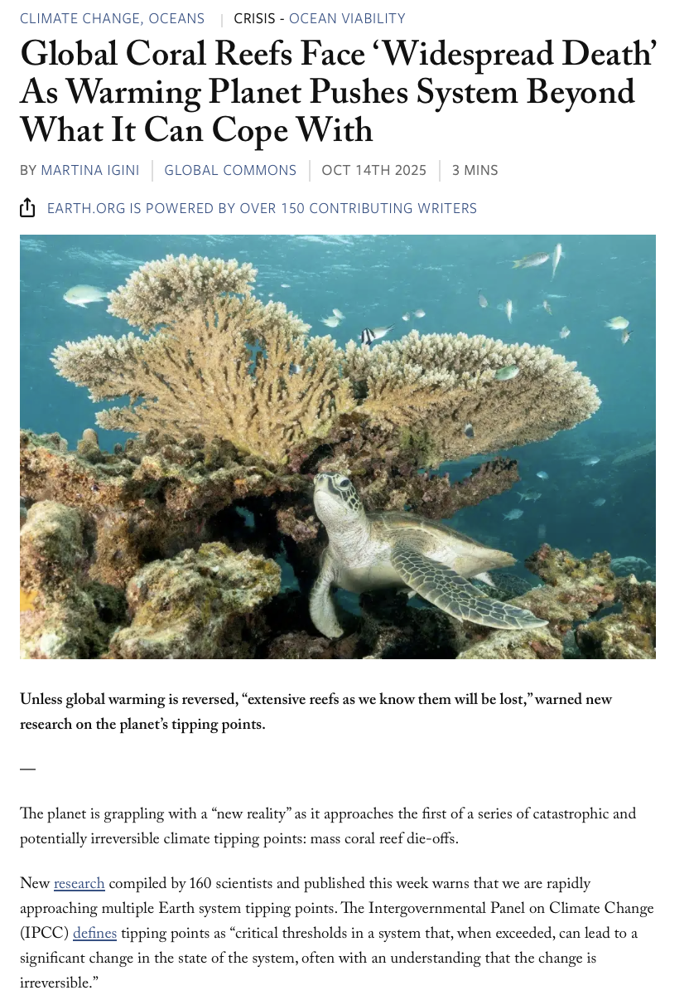 CLIMATE CHANGE, OCEANS | CRISIS - OCEAN VIABILITY
Global Coral Reefs Face ‘Widespread Death’
As Warming Planet Pushes System Beyond
What It Can Cope With
BY MARTINA IGINI | GLOBAL COMMONS | OCT 14TH 2025 | 3 MINS
EARTH.ORG IS POWERED BY OVER 150 CONTRIBUTING WRITERS
Unless global warming is reversed, “extensive reefs as we know them will be lost,” warned new
research on the planet’s tipping points.
—
The planet is grappling with a “new reality” as it approaches the first of a series of catastrophic and
potentially irreversible climate tipping points: mass coral reef die-offs.
New research compiled by 160 scientists and published this week warns that we are rapidly
approaching multiple Earth system tipping points. The Intergovernmental Panel on Climate Change
(IPCC) defines tipping points as “critical thresholds in a system that, when exceeded, can lead to a
significant change in the state of the system, often with an understanding that the change is
irreversible.”